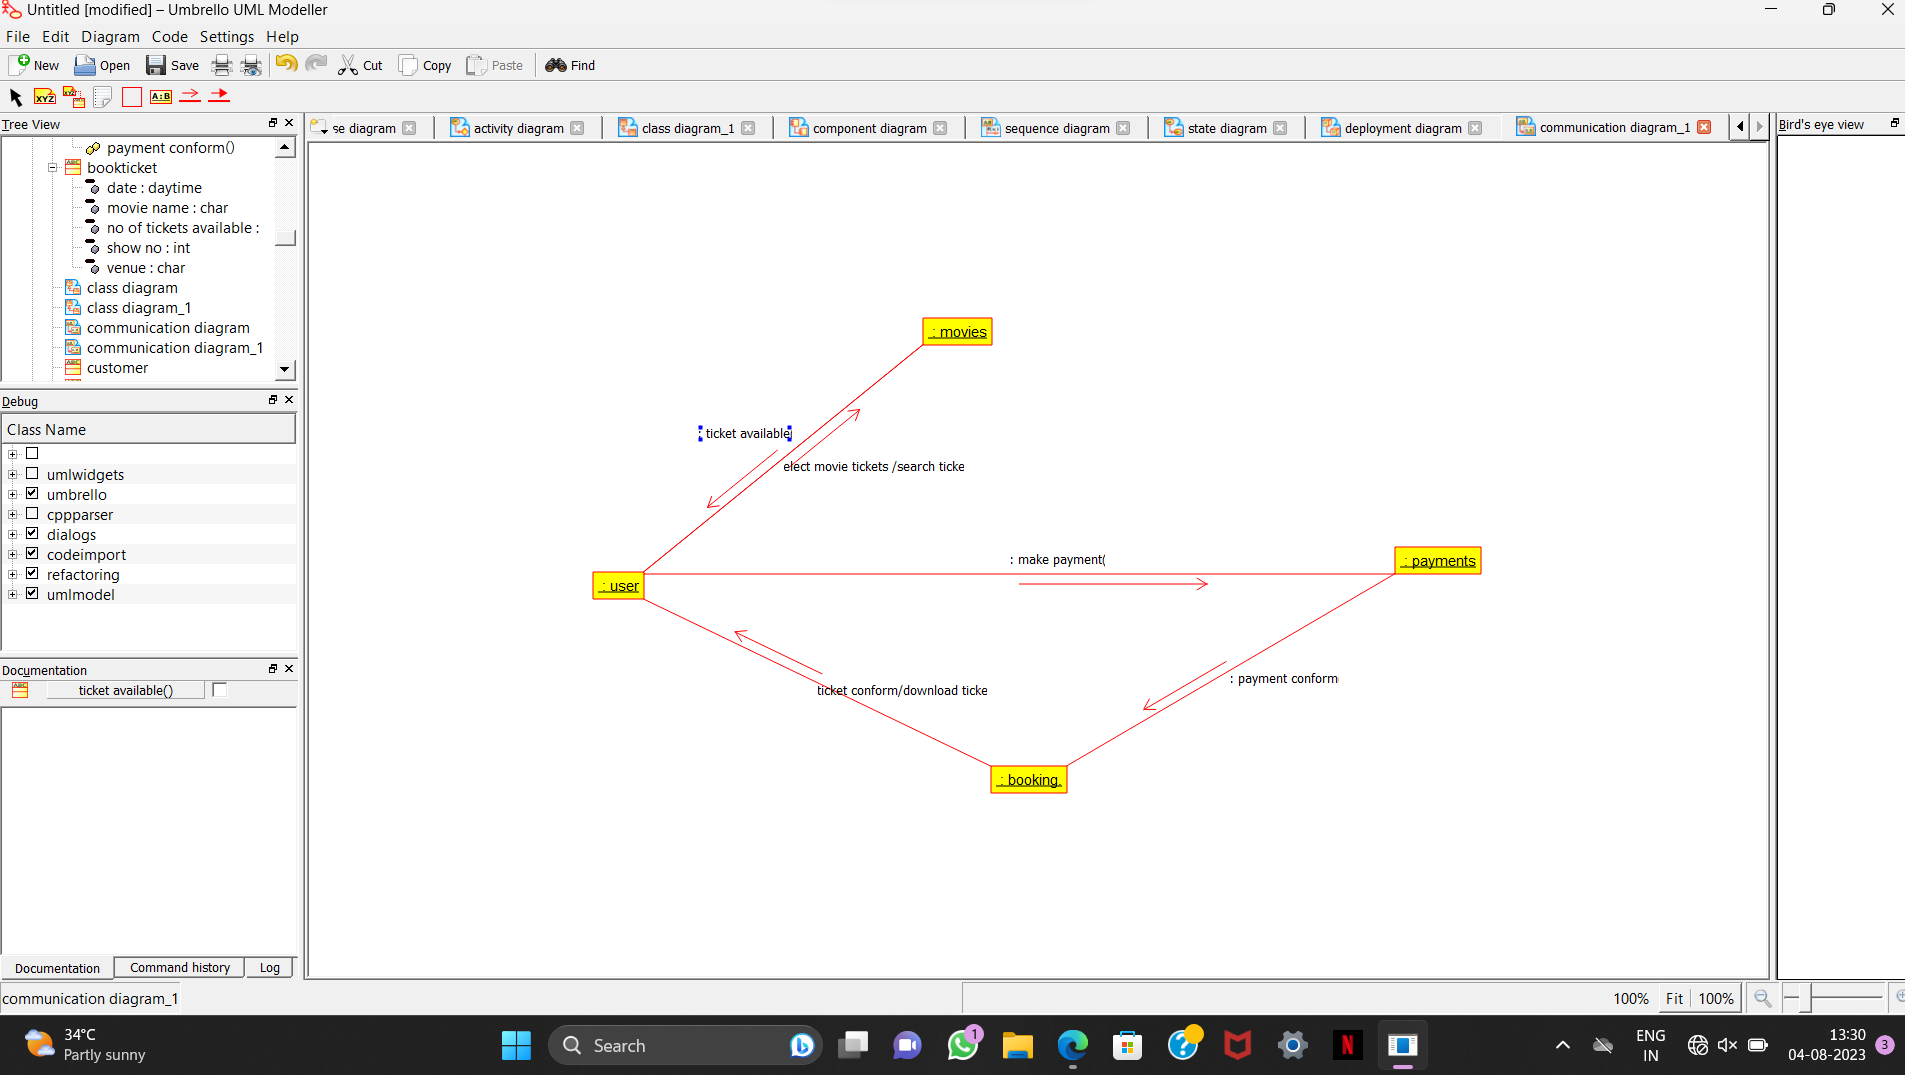 Untitled [modified] – Umbrello UML Modeller
File Edit Diagram Code Settings Help
New Open Save Cut Copy Paste Find
XYZ XYZ A:B
Tree View
se diagram activity diagram class diagram_1 component diagram sequence diagram state diagram deployment diagram communication diagram_1
Bird's eye view
payment conform()
bookticket
date : daytime
movie name : char
no of tickets available :
show no : int
venue : char
class diagram
class diagram_1
communication diagram
communication diagram_1
customer
Debug
Class Name
umlwidgets
umbrello
cppparser
dialogs
codeimport
refactoring
umlmodel
Documentation
ticket available()
Documentation Command history Log
: movies
: ticket available(
elect movie tickets /search ticke
: make payment(
: payments
: user
: payment conform
ticket conform/download ticke
: booking.
communication diagram_1
100% Fit 100%
34°C
Partly sunny
Search
1
N
ENG
IN
13:30
04-08-2023
3